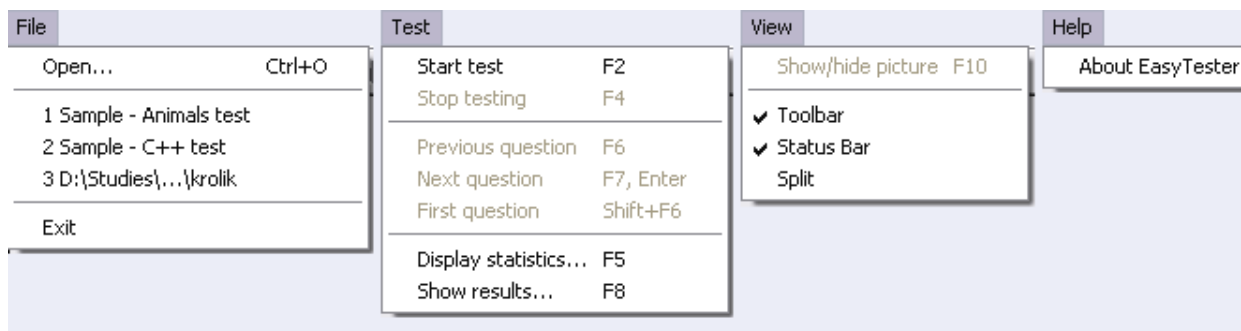 File
Open... Ctrl+O
1 Sample - Animals test
2 Sample - C++ test
3 D:\Studies\...\krolik
Exit
Test
Start test F2
Stop testing F4
Previous question F6
Next question F7, Enter
First question Shift+F6
Display statistics... F5
Show results... F8
View
Show/hide picture F10
Toolbar
Status Bar
Split
Help
About EasyTester